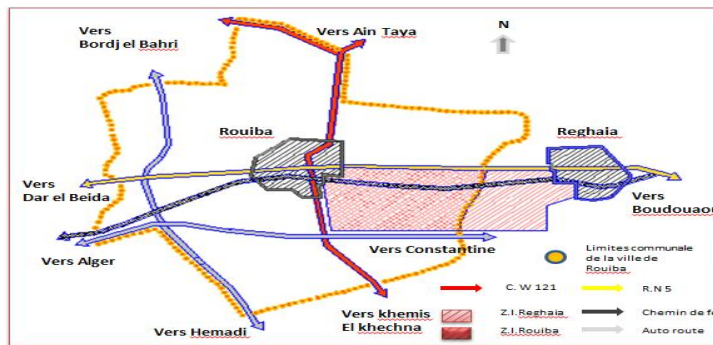 Vers
Bordj el Bahri
Vers Ain Taya
N
Rouiba
Reghaia
Vers
Dar el Beida
Vers
Boudouaou
Vers Constantine
Vers Alger
Limites communale
de la ville de
Rouiba
Vers khemis
El khechna
Vers Hemadi
C. W 121
R.N 5
Z.I.Reghaia
Chemin de fe
Z.I.Rouiba
Auto route